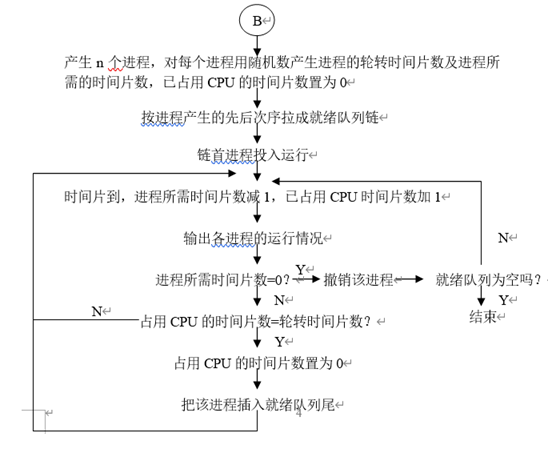 B
产生 n 个进程，对每个进程用随机数产生进程的轮转时间片数及进程所
需的时间片数，已占用 CPU 的时间片数置为 0
按进程产生的先后次序拉成就绪队列链
链首进程投入运行
时间片到，进程所需时间片数减 1，已占用 CPU 时间片数加 1
输出各进程的运行情况
N
进程所需时间片数=0？
Y
撤销该进程
就绪队列为空吗？
N
Y
结束
N
占用 CPU 的时间片数=轮转时间片数？
Y
占用 CPU 的时间片数置为 0
把该进程插入就绪队列尾
4